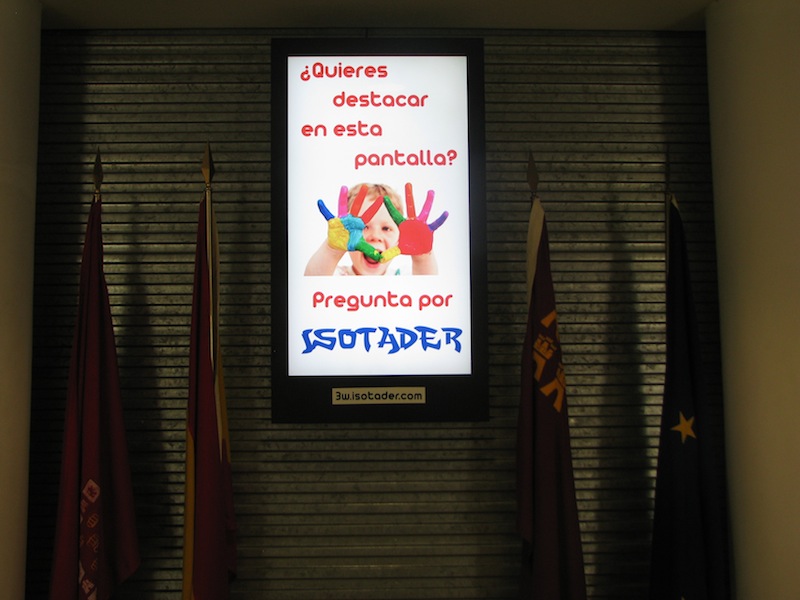 ¿Quieres
destacar
en esta
pantalla?
Pregunta por
ISOTADER
3w.isotader.com